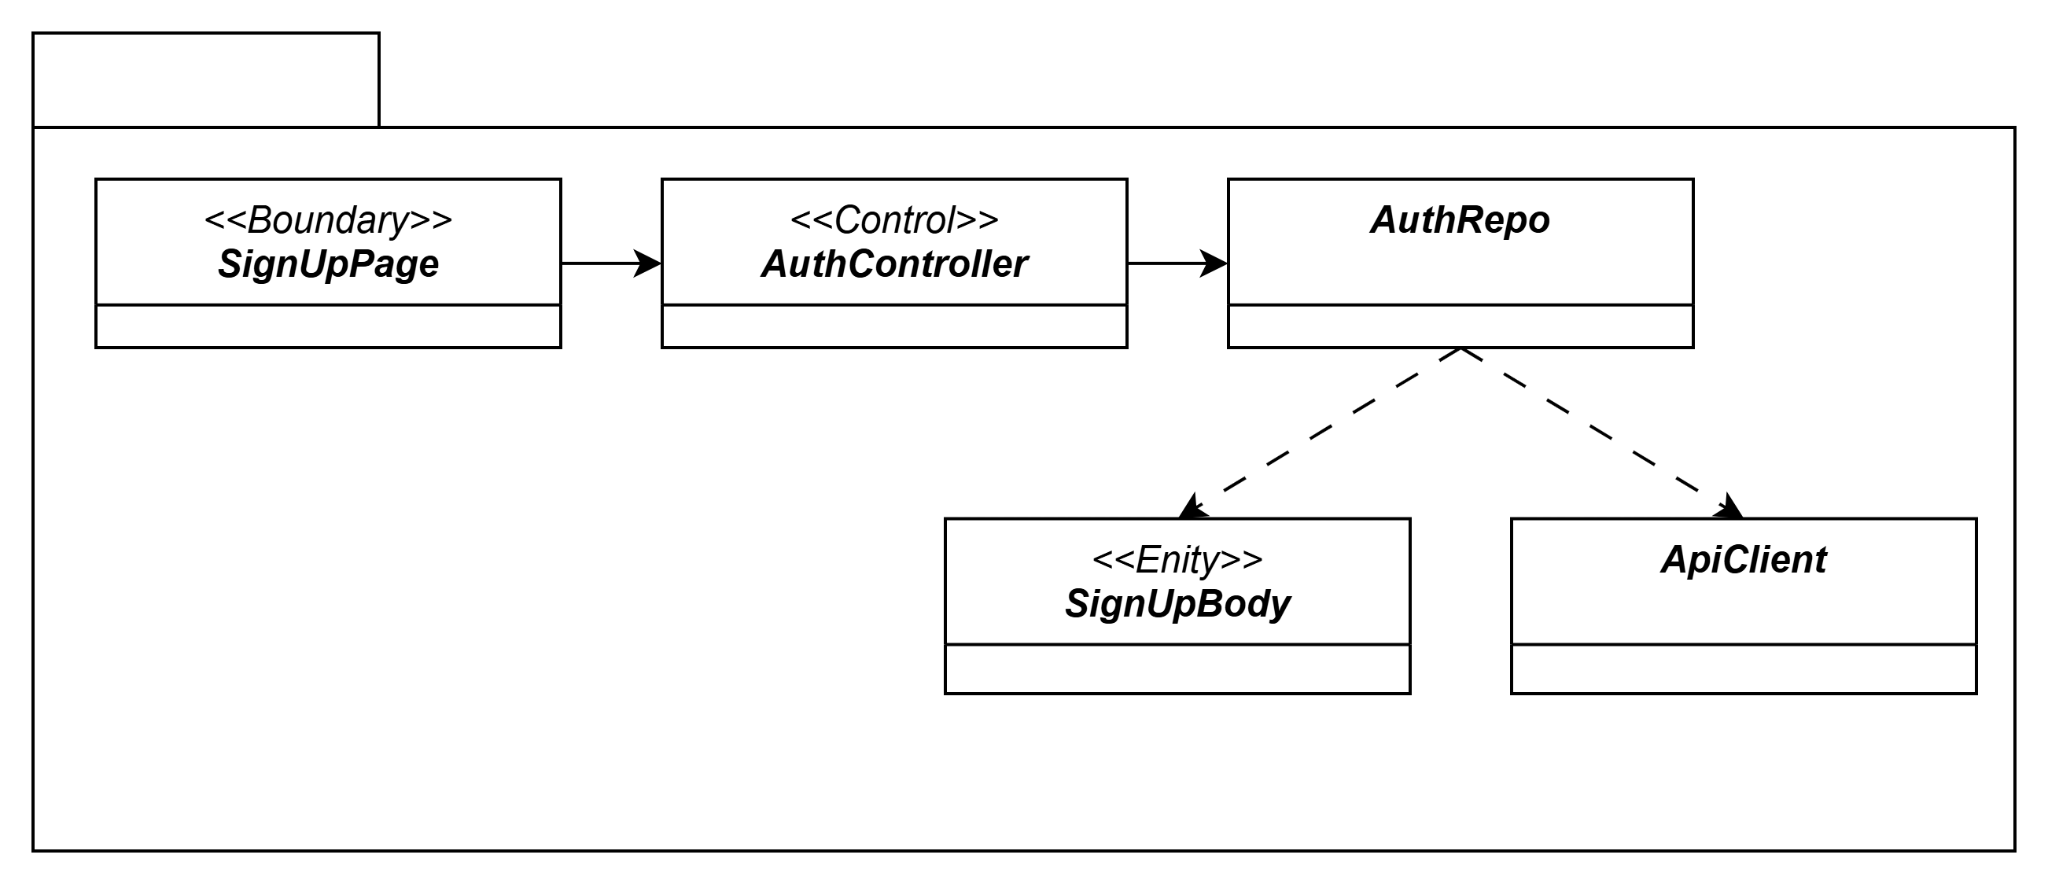 <<Boundary>>
SignUpPage
<<Control>>
AuthController
AuthRepo
<<Enity>>
SignUpBody
ApiClient